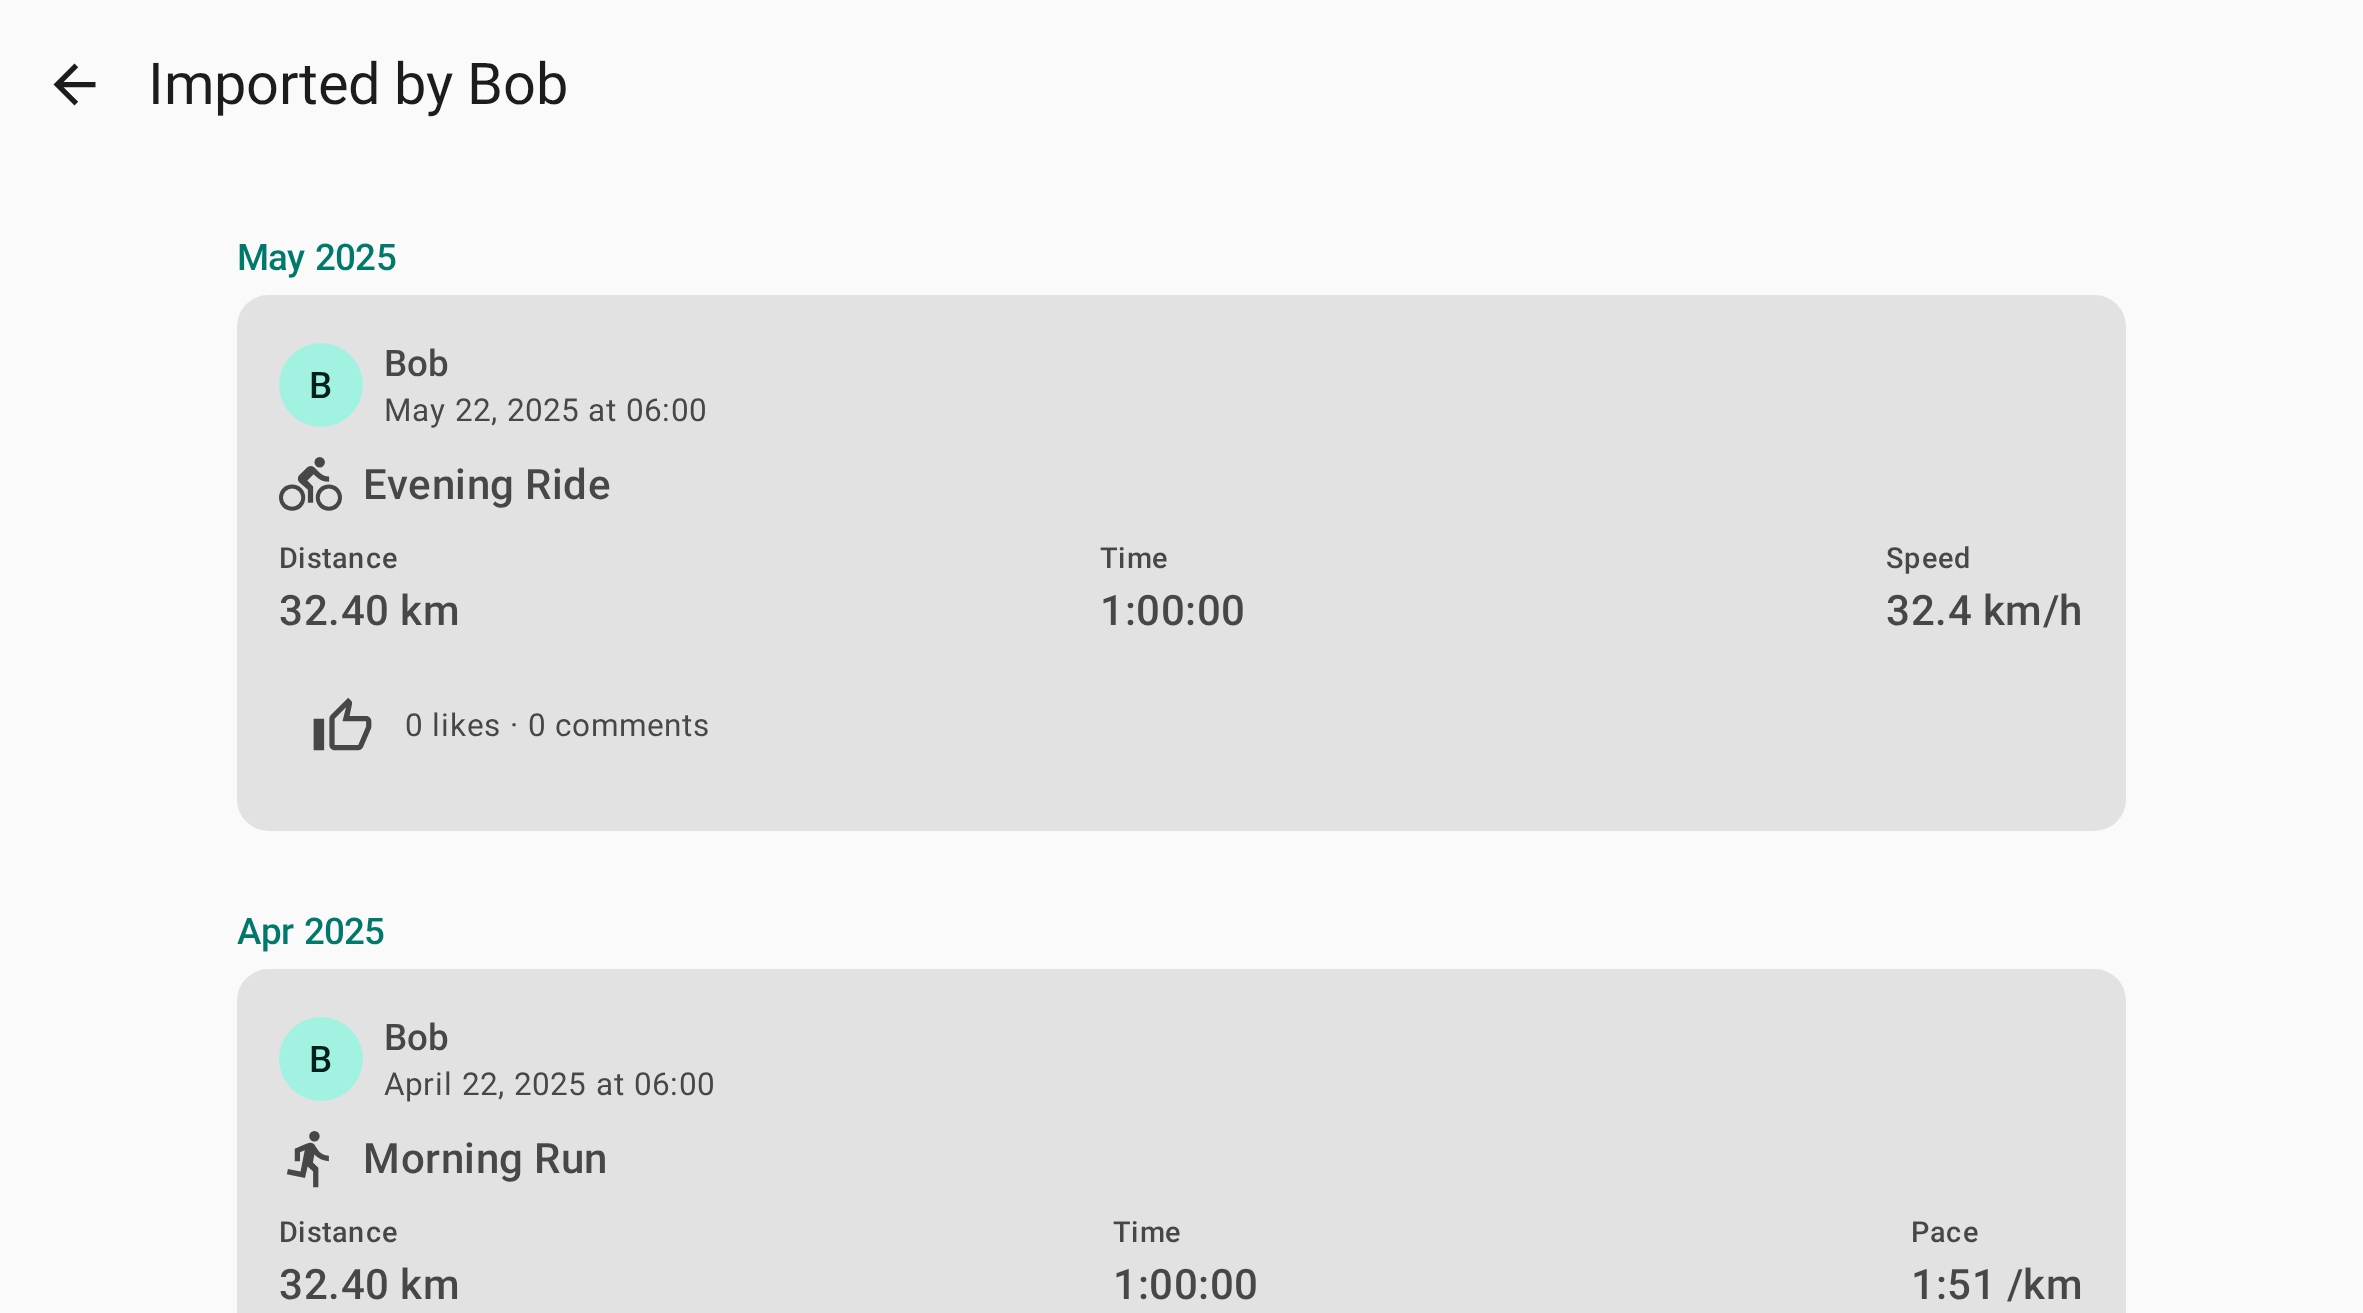 Imported by Bob
May 2025
B
Bob
May 22, 2025 at 06:00
Evening Ride
Distance Time Speed
32.40 km 1:00:00 32.4 km/h
0 likes · 0 comments
Apr 2025
B
Bob
April 22, 2025 at 06:00
Morning Run
Distance Time Pace
32.40 km 1:00:00 1:51 /km